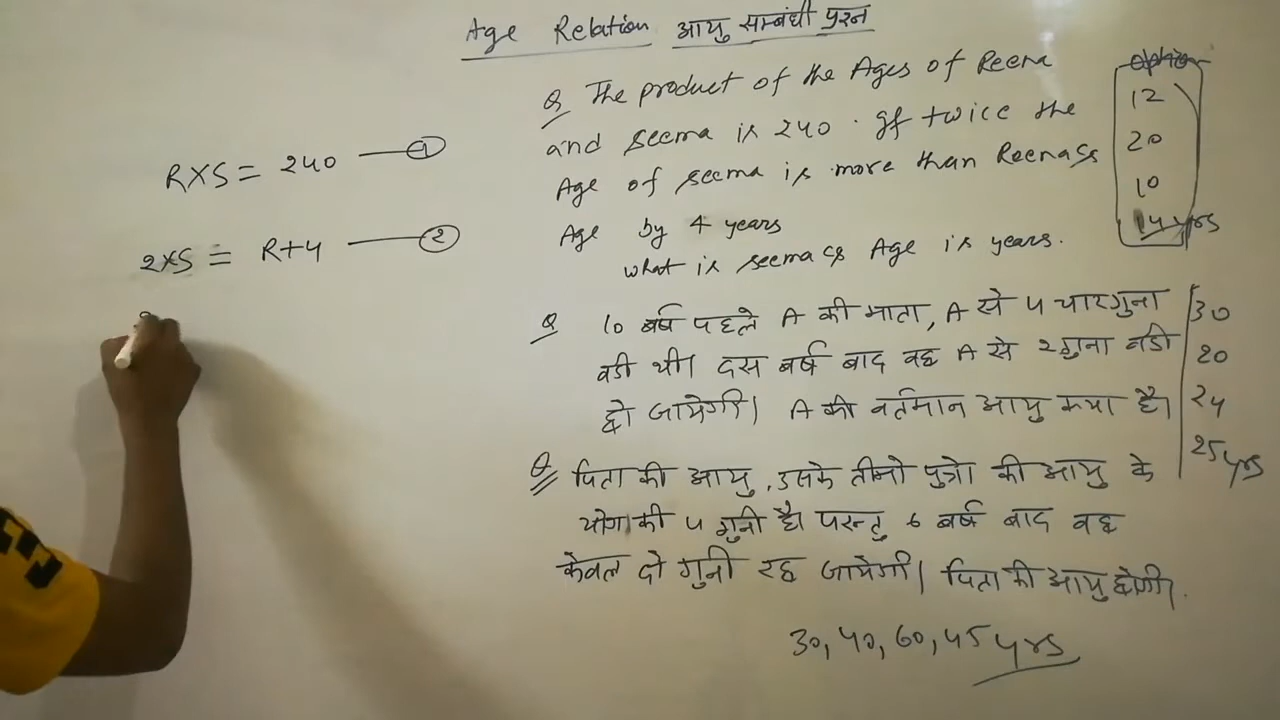 Age Relation आयु सम्बंधी प्रश्न
R×S = 240 — ①
2×S = R+4 — ②
Q The product of the Ages of Reena
and seema is 240 . If twice the
Age of seema is more than Reena's
Age by 4 years
what is seema's Age is years.
option
12
20
10
14 yrs
Q 10 वर्ष पहले A की माता, A से 4 चारगुना
बडी थी। दस वर्ष बाद वह A से 2गुना बडी
हो जायेगी। A की वर्तमान आयु क्या है।
30
20
24
25 yrs
Q पिता की आयु, उसके तीनो पुत्रो की आयु के
योग की 4 गुनी है। परन्तु 6 वर्ष बाद वह
केवल दो गुनी रह जायेगी। पिता की आयु होगी।
30, 40, 60, 45 yrs